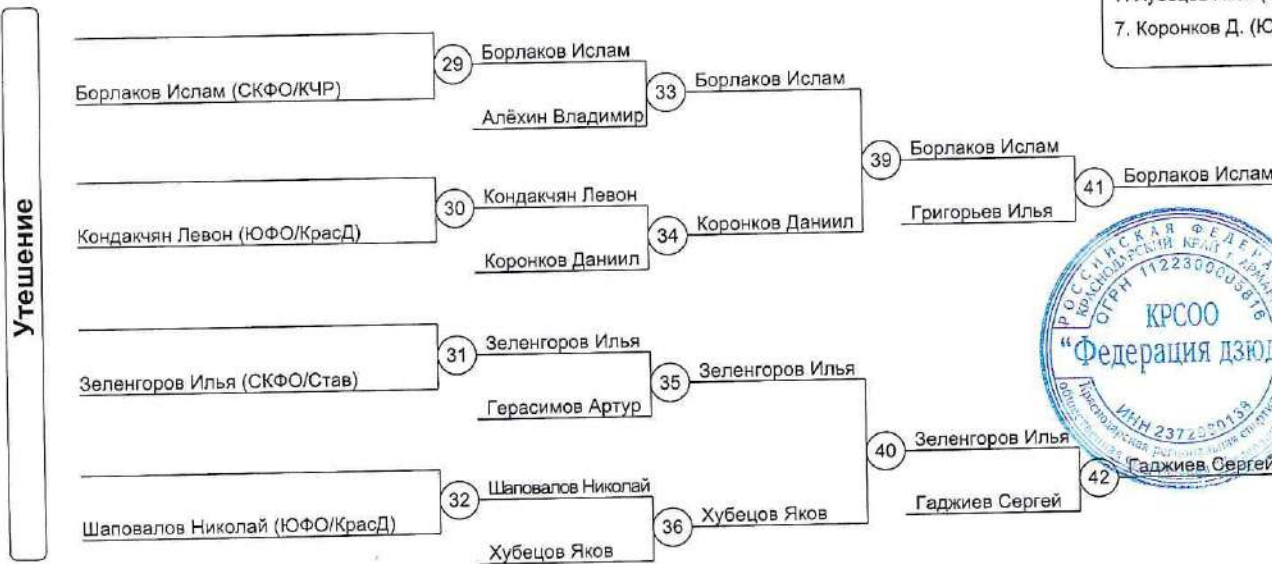 7. Коронков Д. (Ю
Утешение
Борлаков Ислам (СКФО/КЧР)
29
Борлаков Ислам
Алёхин Владимир
33
Борлаков Ислам
Кондакчян Левон (ЮФО/КрасД)
30
Кондакчян Левон
Коронков Даниил
34
Коронков Даниил
39
Борлаков Ислам
Григорьев Илья
41
Борлаков Ислам
Зеленгоров Илья (СКФО/Став)
31
Зеленгоров Илья
Герасимов Артур
35
Зеленгоров Илья
Шаповалов Николай (ЮФО/КрасД)
32
Шаповалов Николай
Хубецов Яков
36
Хубецов Яков
40
Зеленгоров Илья
Гаджиев Сергей
42
Гаджиев Сергей
КРСОО
"Федерация дзюд
ОГРН 1122300005816